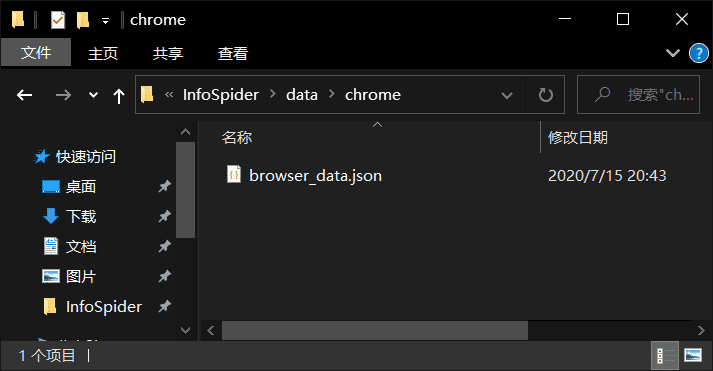 chrome
文件 主页 共享 查看
« InfoSpider > data > chrome 搜索"ch...
名称 修改日期
快速访问
browser_data.json 2020/7/15 20:43
桌面
下载
文档
图片
InfoSpider
1 个项目